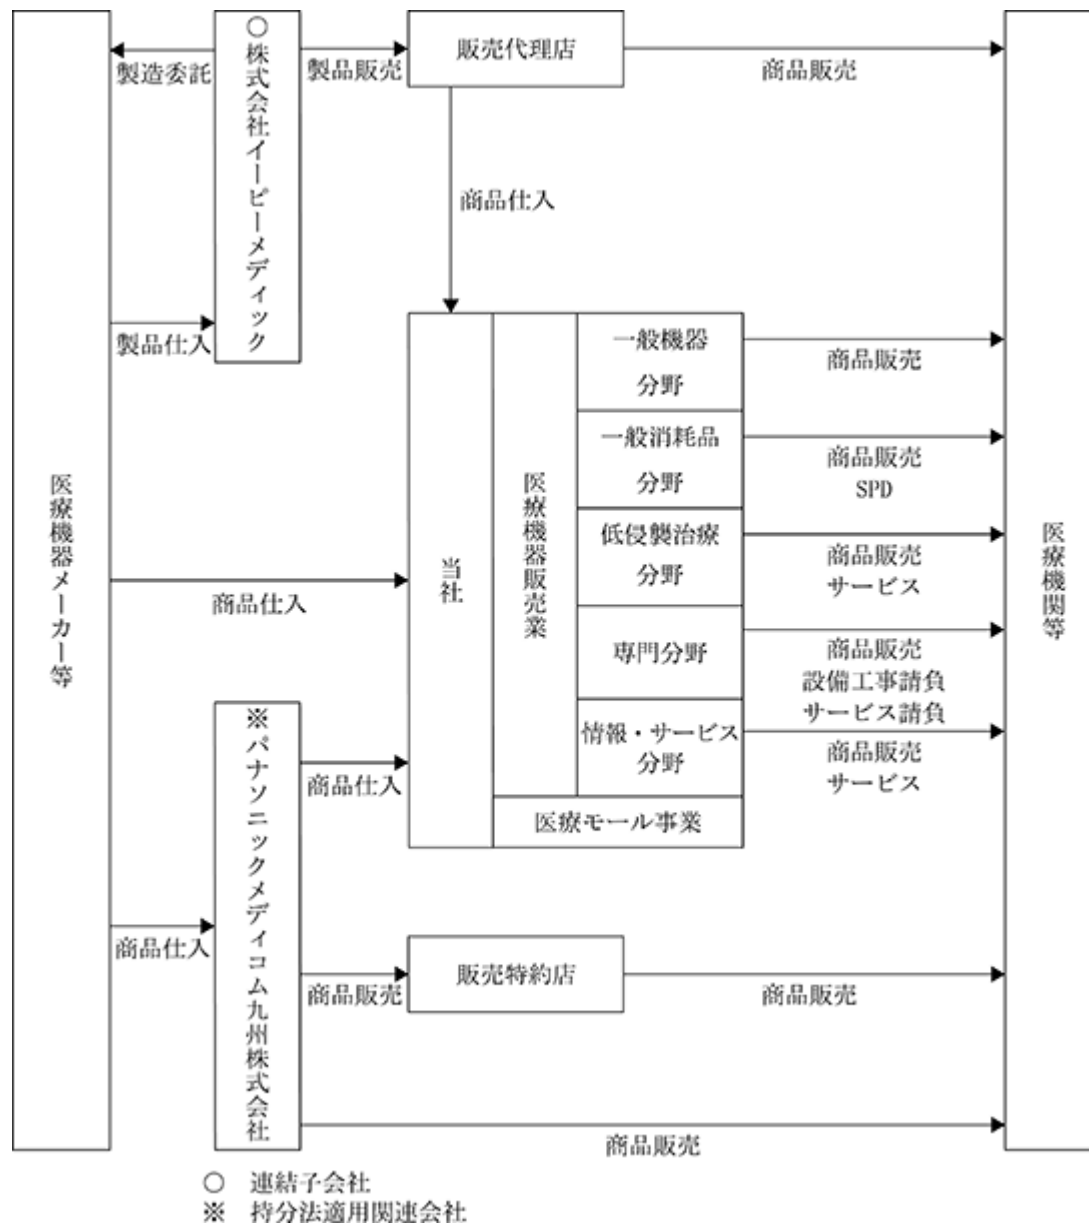 医療機器メーカー等
○株式会社イーピーメディック
製造委託
製品販売
販売代理店
商品販売
商品仕入
製品仕入
当社
医療機器販売業
一般機器
分野
商品販売
一般消耗品
分野
商品販売
SPD
低侵襲治療
分野
商品販売
サービス
専門分野
商品販売
設備工事請負
サービス請負
情報・サービス
分野
商品販売
サービス
医療モール事業
商品仕入
※パナソニックメディコム九州株式会社
商品仕入
商品仕入
商品販売
販売特約店
商品販売
商品販売
医療機関等
○ 連結子会社
※ 持分法適用関連会社